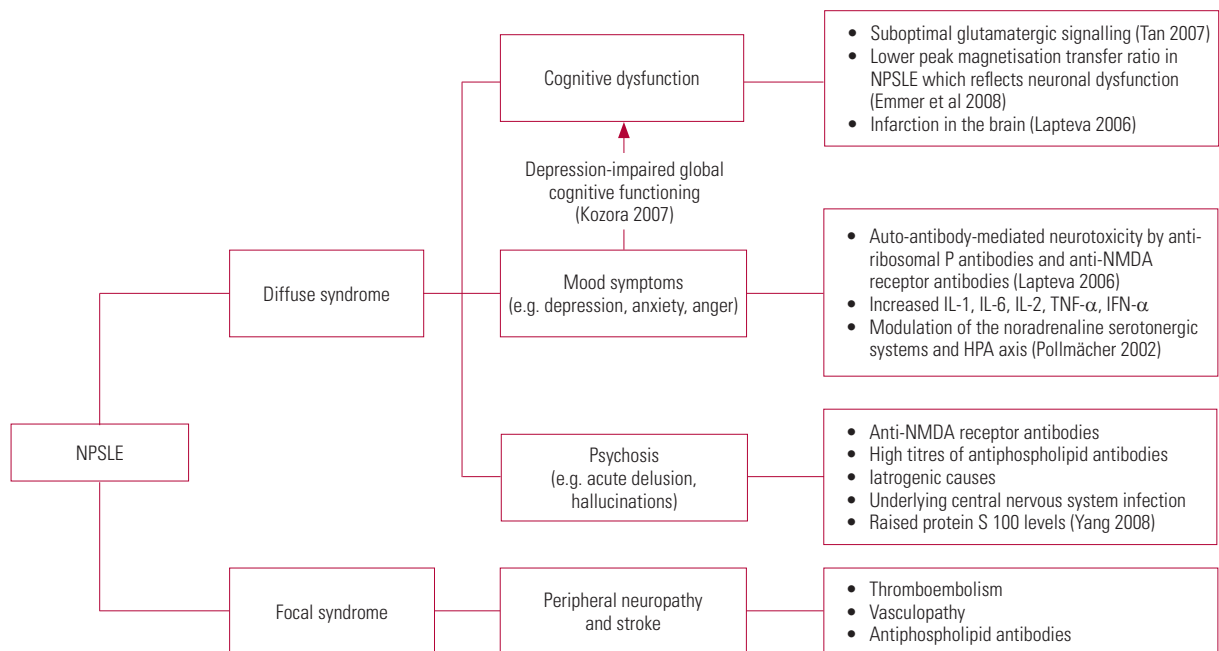 Cognitive dysfunction
• Suboptimal glutamatergic signalling (Tan 2007)
• Lower peak magnetisation transfer ratio in
NPSLE which reflects neuronal dysfunction
(Emmer et al 2008)
• Infarction in the brain (Lapteva 2006)
Depression-impaired global
cognitive functioning
(Kozora 2007)
Diffuse syndrome
Mood symptoms
(e.g. depression, anxiety, anger)
• Auto-antibody-mediated neurotoxicity by anti-
ribosomal P antibodies and anti-NMDA
receptor antibodies (Lapteva 2006)
• Increased IL-1, IL-6, IL-2, TNF-α, IFN-α
• Modulation of the noradrenaline serotonergic
systems and HPA axis (Pollmächer 2002)
NPSLE
Psychosis
(e.g. acute delusion,
hallucinations)
• Anti-NMDA receptor antibodies
• High titres of antiphospholipid antibodies
• Iatrogenic causes
• Underlying central nervous system infection
• Raised protein S 100 levels (Yang 2008)
Focal syndrome
Peripheral neuropathy
and stroke
• Thromboembolism
• Vasculopathy
• Antiphospholipid antibodies